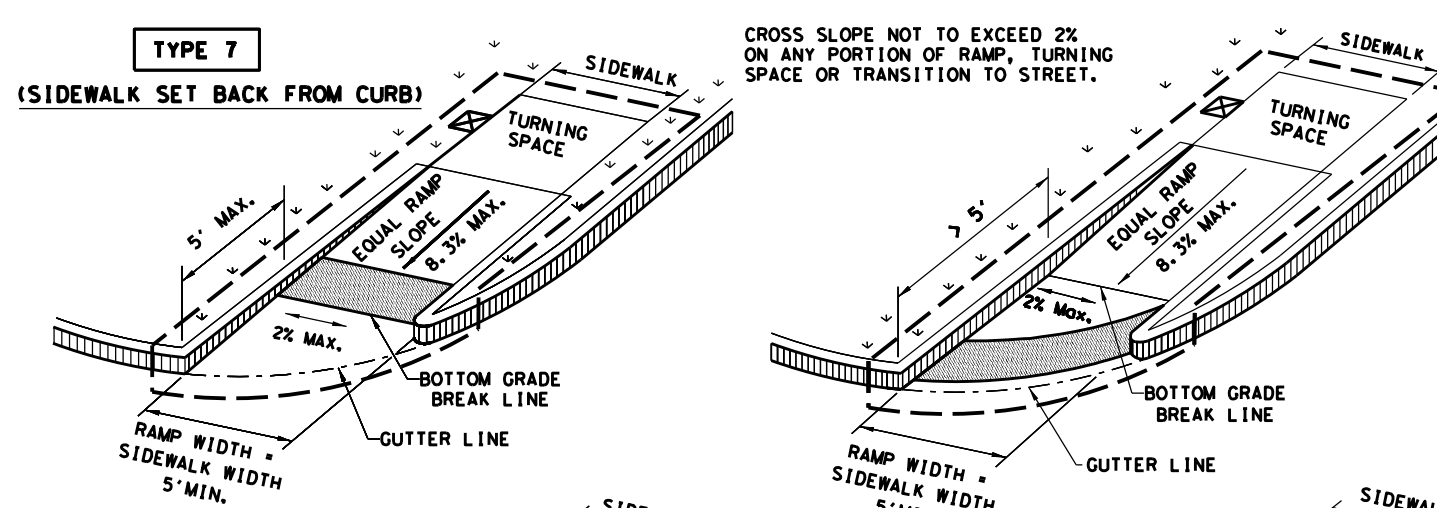 TYPE 7
(SIDEWALK SET BACK FROM CURB)
SIDEWALK
TURNING
SPACE
5' MAX.
EQUAL RAMP
SLOPE
8.3% MAX.
2% MAX.
BOTTOM GRADE
BREAK LINE
GUTTER LINE
RAMP WIDTH =
SIDEWALK WIDTH
5'MIN.
CROSS SLOPE NOT TO EXCEED 2%
ON ANY PORTION OF RAMP, TURNING
SPACE OR TRANSITION TO STREET.
SIDEWALK
TURNING
SPACE
> 5'
EQUAL RAMP
SLOPE
8.3% MAX.
2% Max.
BOTTOM GRADE
BREAK LINE
GUTTER LINE
RAMP WIDTH =
SIDEWALK WIDTH